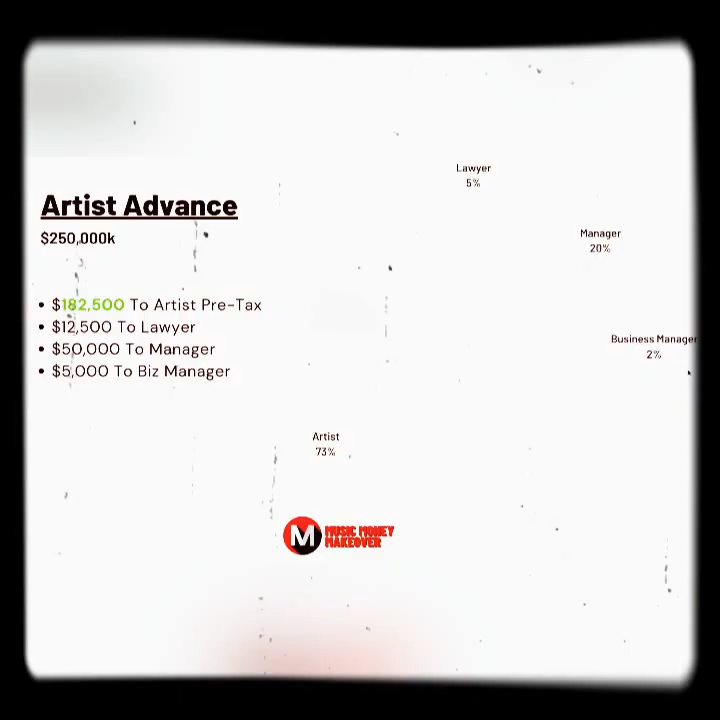 Artist Advance
$250,000k
• $182,500 To Artist Pre-Tax
• $12,500 To Lawyer
• $50,000 To Manager
• $5,000 To Biz Manager
Lawyer
5%
Manager
20%
Business Manager
2%
Artist
73%
M MUSIC MONEY
MAKEOVER